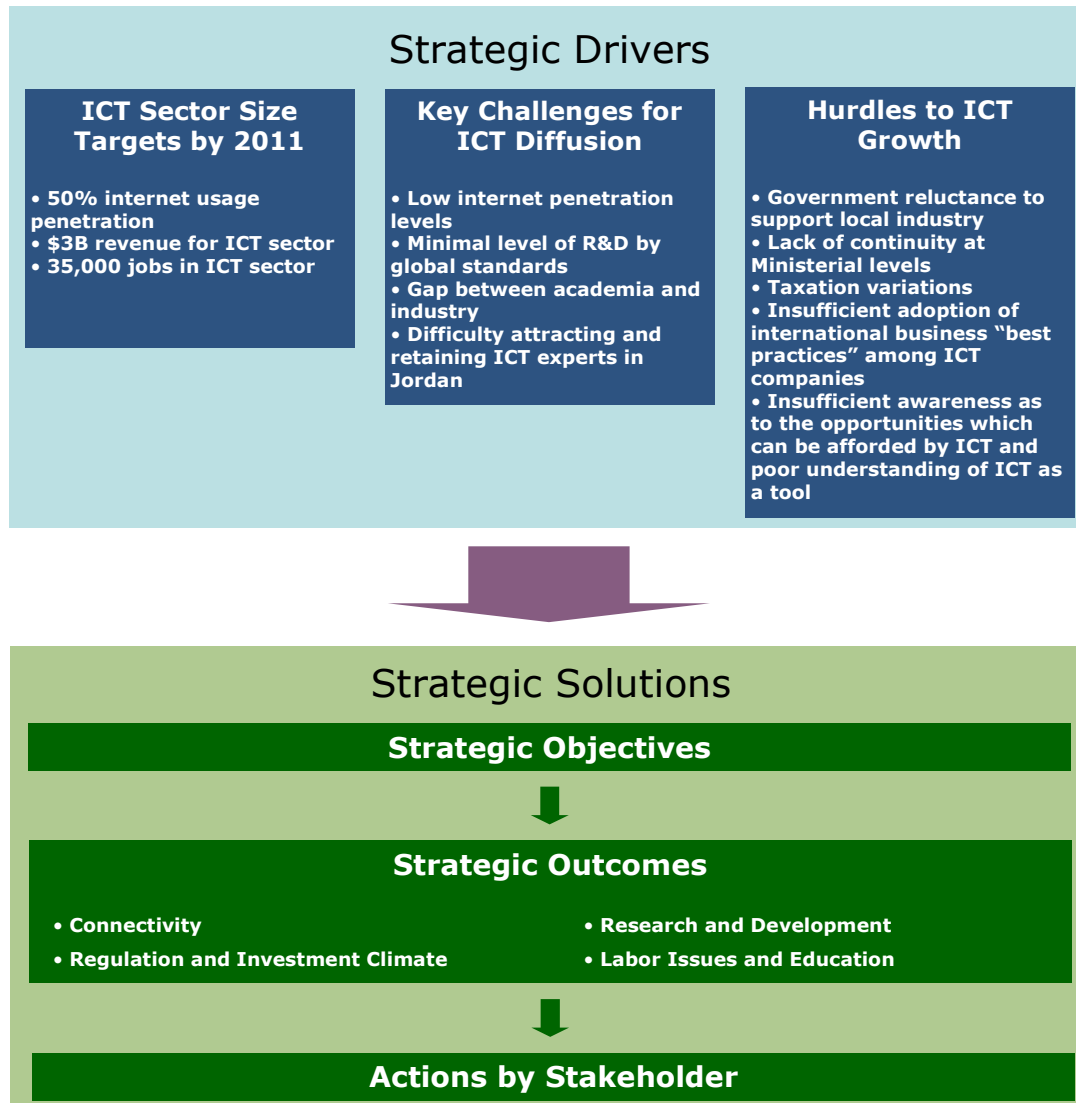 Strategic Drivers
ICT Sector Size
Targets by 2011
• 50% internet usage
penetration
• $3B revenue for ICT sector
• 35,000 jobs in ICT sector
Key Challenges for
ICT Diffusion
• Low internet penetration
levels
• Minimal level of R&D by
global standards
• Gap between academia and
industry
• Difficulty attracting and
retaining ICT experts in
Jordan
Hurdles to ICT
Growth
• Government reluctance to
support local industry
• Lack of continuity at
Ministerial levels
• Taxation variations
• Insufficient adoption of
international business “best
practices” among ICT
companies
• Insufficient awareness as
to the opportunities which
can be afforded by ICT and
poor understanding of ICT as
a tool
Strategic Solutions
Strategic Objectives
Strategic Outcomes
• Connectivity
• Regulation and Investment Climate
• Research and Development
• Labor Issues and Education
Actions by Stakeholder